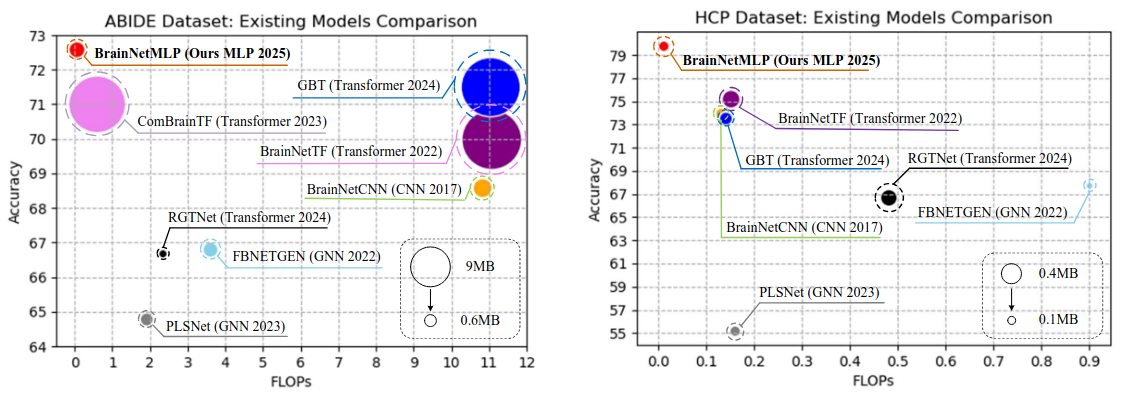 ABIDE Dataset: Existing Models Comparison
73
72
71
70
69
68
67
66
65
64
Accuracy
BrainNetMLP (Ours MLP 2025)
GBT (Transformer 2024)
ComBrainTF (Transformer 2023)
BrainNetTF (Transformer 2022)
BrainNetCNN (CNN 2017)
RGTNet (Transformer 2024)
FBNETGEN (GNN 2022)
PLSNet (GNN 2023)
9MB
0.6MB
0 1 2 3 4 5 6 7 8 9 10 11 12
FLOPs
HCP Dataset: Existing Models Comparison
79
77
75
73
71
69
67
65
63
61
59
57
55
Accuracy
BrainNetMLP (Ours MLP 2025)
BrainNetTF (Transformer 2022)
GBT (Transformer 2024)
RGTNet (Transformer 2024)
FBNETGEN (GNN 2022)
BrainNetCNN (CNN 2017)
PLSNet (GNN 2023)
0.4MB
0.1MB
0.0 0.1 0.2 0.3 0.4 0.5 0.6 0.7 0.8 0.9
FLOPs